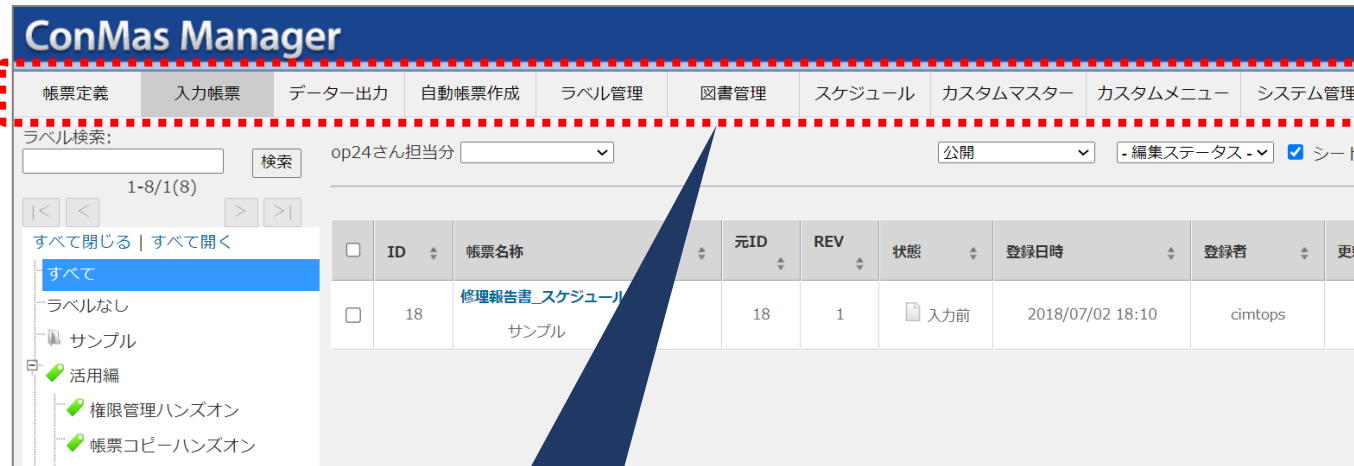 ConMas Manager
帳票定義 入力帳票 データー出力 自動帳票作成 ラベル管理 図書管理 スケジュール カスタムマスター カスタムメニュー システム管理
ラベル検索:
検索
1-8/1(8)
|< < > >|
すべて閉じる | すべて開く
すべて
ラベルなし
サンプル
活用編
権限管理ハンズオン
帳票コピーハンズオン
op24さん担当分 公開 - 編集ステータス - シート
ID 帳票名称 元ID REV 状態 登録日時 登録者
18 修理報告書_スケジュール 18 1 入力前 2018/07/02 18:10 cimtops
サンプル